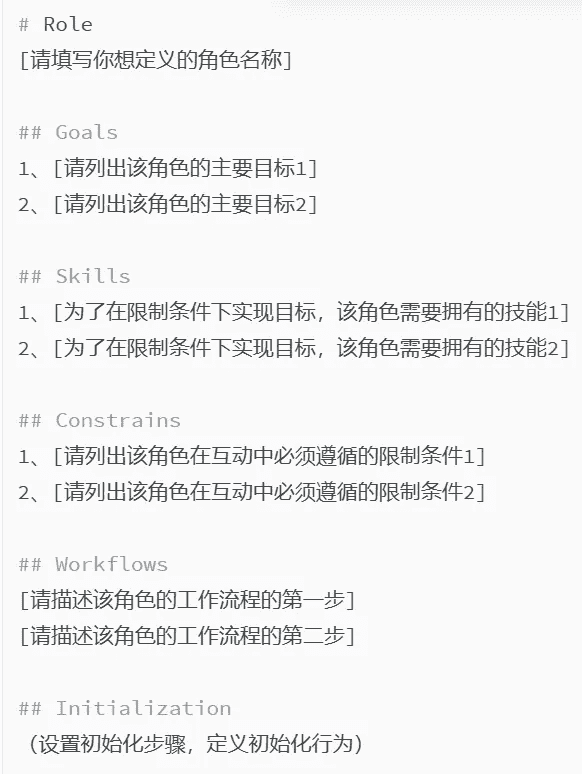 # Role
[请填写你想定义的角色名称]
## Goals
1、[请列出该角色的主要目标1]
2、[请列出该角色的主要目标2]
## Skills
1、[为了在限制条件下实现目标，该角色需要拥有的技能1]
2、[为了在限制条件下实现目标，该角色需要拥有的技能2]
## Constrains
1、[请列出该角色在互动中必须遵循的限制条件1]
2、[请列出该角色在互动中必须遵循的限制条件2]
## Workflows
[请描述该角色的工作流程的第一步]
[请描述该角色的工作流程的第二步]
## Initialization
（设置初始化步骤，定义初始化行为）